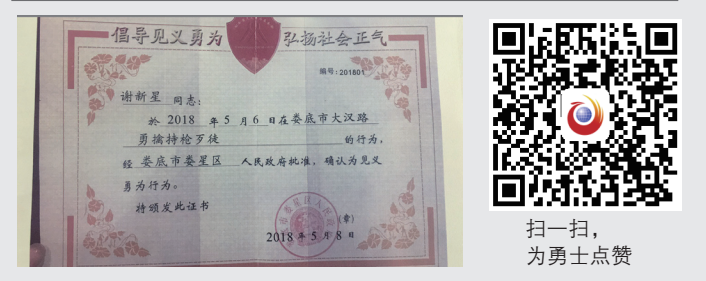 倡导见义勇为 弘扬社会正气
编号:201801
谢新星 同志:
於 2018 年 5 月 6 日在娄底市大汉路
勇擒持枪歹徒 的行为,
经 娄底市娄星区 人民政府批准,确认为见义
勇为行为。
特颁发此证书
(章)
2018 年 5 月 8 日
扫一扫,
为勇士点赞